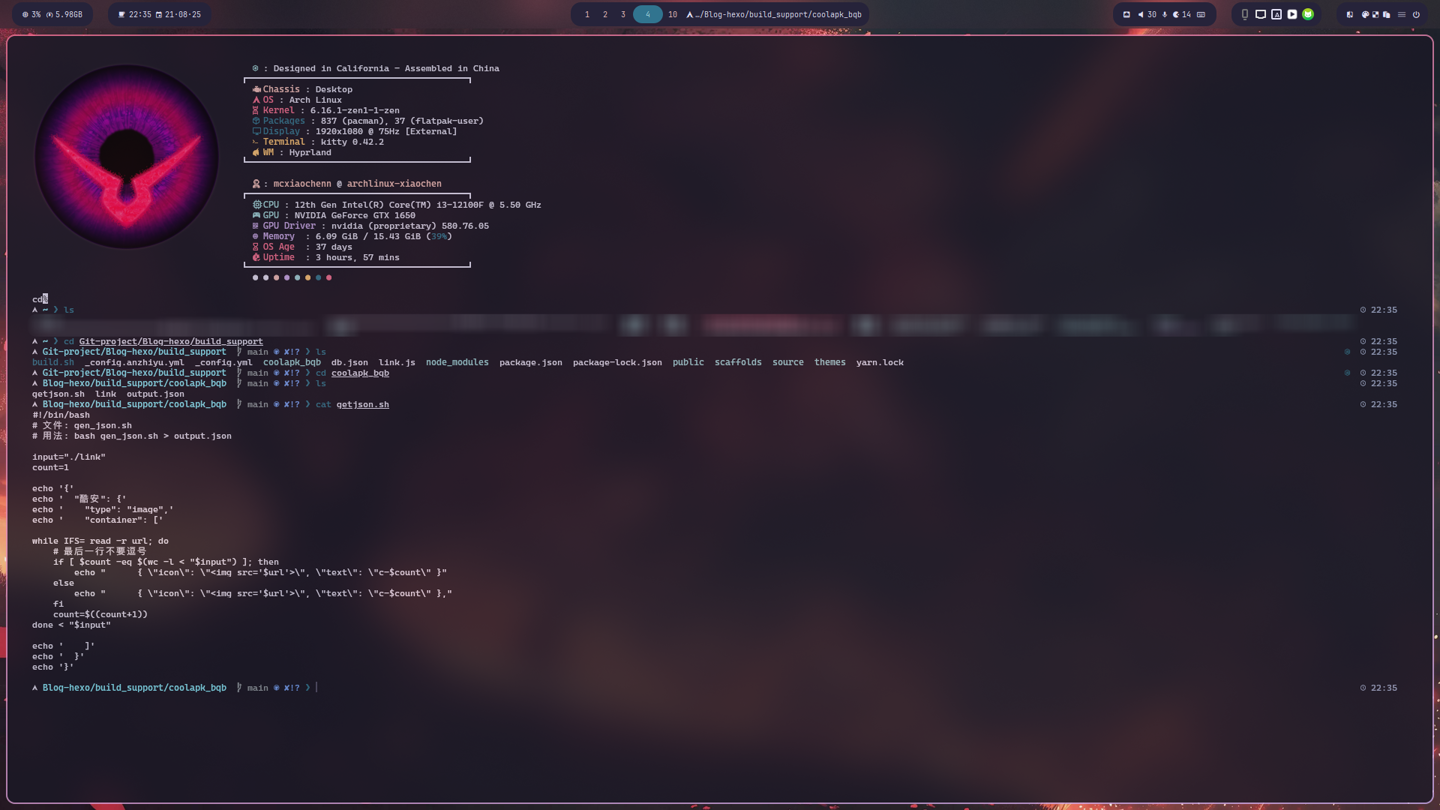 3% 5.98GB 22:35 21·08·25 1 2 3 4 10 …/Blog-hexo/build_support/coolapk_bqb 30 14
: Designed in California – Assembled in China
Chassis : Desktop
OS : Arch Linux
Kernel : 6.16.1-zen1-1-zen
Packages : 837 (pacman), 37 (flatpak-user)
Display : 1920x1080 @ 75Hz [External]
Terminal : kitty 0.42.2
WM : Hyprland
: mcxiaochenn @ archlinux-xiaochen
CPU : 12th Gen Intel(R) Core(TM) i3-12100F @ 5.50 GHz
GPU : NVIDIA GeForce GTX 1650
GPU Driver : nvidia (proprietary) 580.76.05
Memory : 6.09 GiB / 15.43 GiB (39%)
OS Age : 37 days
Uptime : 3 hours, 57 mins
cd%
~ ❯ ls 22:35
~ ❯ cd Git-project/Blog-hexo/build_support 22:35
Git-project/Blog-hexo/build_support main ✘!? ❯ ls 22:35
build.sh _config.anzhiyu.yml _config.yml coolapk_bqb db.json link.js node_modules package.json package-lock.json public scaffolds source themes yarn.lock
Git-project/Blog-hexo/build_support main ✘!? ❯ cd coolapk_bqb 22:35
Blog-hexo/build_support/coolapk_bqb main ✘!? ❯ ls 22:35
getjson.sh link output.json
Blog-hexo/build_support/coolapk_bqb main ✘!? ❯ cat getjson.sh 22:35
#!/bin/bash
# 文件: gen_json.sh
# 用法: bash gen_json.sh > output.json
input="./link"
count=1
echo '{'
echo '  "酷安": {'
echo '    "type": "image",'
echo '    "container": ['
while IFS= read -r url; do
    # 最后一行不要逗号
    if [ $count -eq $(wc -l < "$input") ]; then
        echo "      { \"icon\": \"<img src='$url'>\", \"text\": \"c-$count\" }"
    else
        echo "      { \"icon\": \"<img src='$url'>\", \"text\": \"c-$count\" },"
    fi
    count=$((count+1))
done < "$input"
echo '    ]'
echo '  }'
echo '}'
Blog-hexo/build_support/coolapk_bqb main ✘!? ❯ 22:35